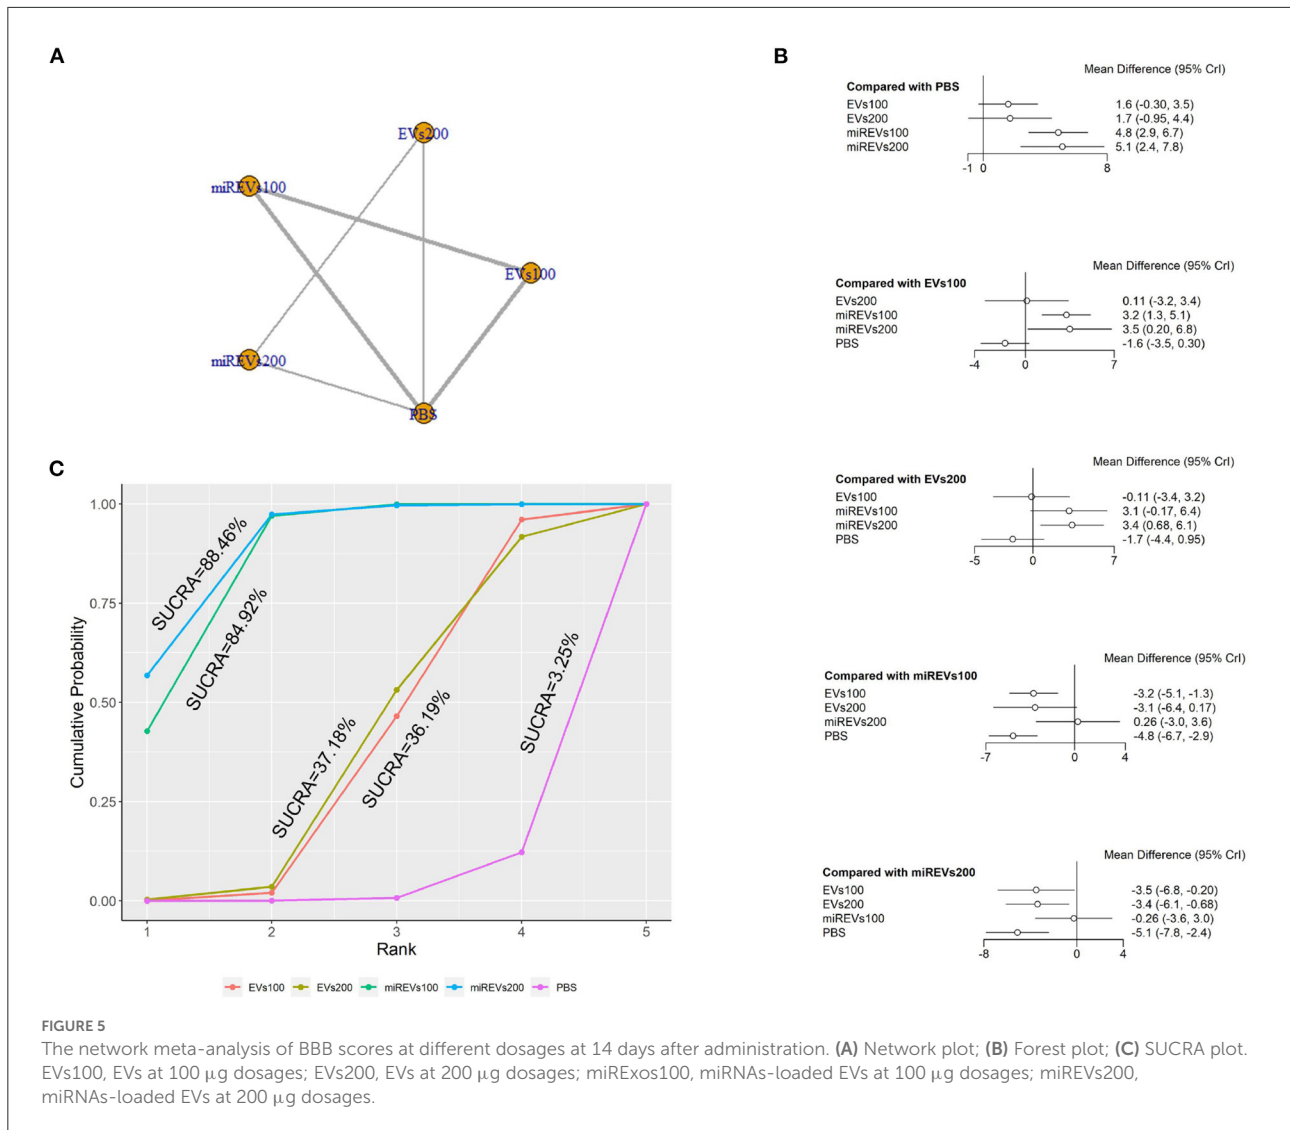 A
EVs200
miREVs100
EVs100
miREVs200
PBS
B
Mean Difference (95% CrI)
Compared with PBS
EVs100 1.6 (-0.30, 3.5)
EVs200 1.7 (-0.95, 4.4)
miREVs100 4.8 (2.9, 6.7)
miREVs200 5.1 (2.4, 7.8)
-1 0 8
Mean Difference (95% CrI)
Compared with EVs100
EVs200 0.11 (-3.2, 3.4)
miREVs100 3.2 (1.3, 5.1)
miREVs200 3.5 (0.20, 6.8)
PBS -1.6 (-3.5, 0.30)
-4 0 7
Mean Difference (95% CrI)
Compared with EVs200
EVs100 -0.11 (-3.4, 3.2)
miREVs100 3.1 (-0.17, 6.4)
miREVs200 3.4 (0.68, 6.1)
PBS -1.7 (-4.4, 0.95)
-5 0 7
Mean Difference (95% CrI)
Compared with miREVs100
EVs100 -3.2 (-5.1, -1.3)
EVs200 -3.1 (-6.4, 0.17)
miREVs200 0.26 (-3.0, 3.6)
PBS -4.8 (-6.7, -2.9)
-7 0 4
Mean Difference (95% CrI)
Compared with miREVs200
EVs100 -3.5 (-6.8, -0.20)
EVs200 -3.4 (-6.1, -0.68)
miREVs100 -0.26 (-3.6, 3.0)
PBS -5.1 (-7.8, -2.4)
-8 0 4
C
1.00
0.75
0.50
0.25
0.00
Cumulative Probability
SUCRA=88.46%
SUCRA=84.92%
SUCRA=37.18%
SUCRA=36.19%
SUCRA=3.25%
1 2 3 4 5
Rank
EVs100 EVs200 miREVs100 miREVs200 PBS
FIGURE 5
The network meta-analysis of BBB scores at different dosages at 14 days after administration. (A) Network plot; (B) Forest plot; (C) SUCRA plot.
EVs100, EVs at 100 μg dosages; EVs200, EVs at 200 μg dosages; miRExos100, miRNAs-loaded EVs at 100 μg dosages; miREVs200,
miRNAs-loaded EVs at 200 μg dosages.